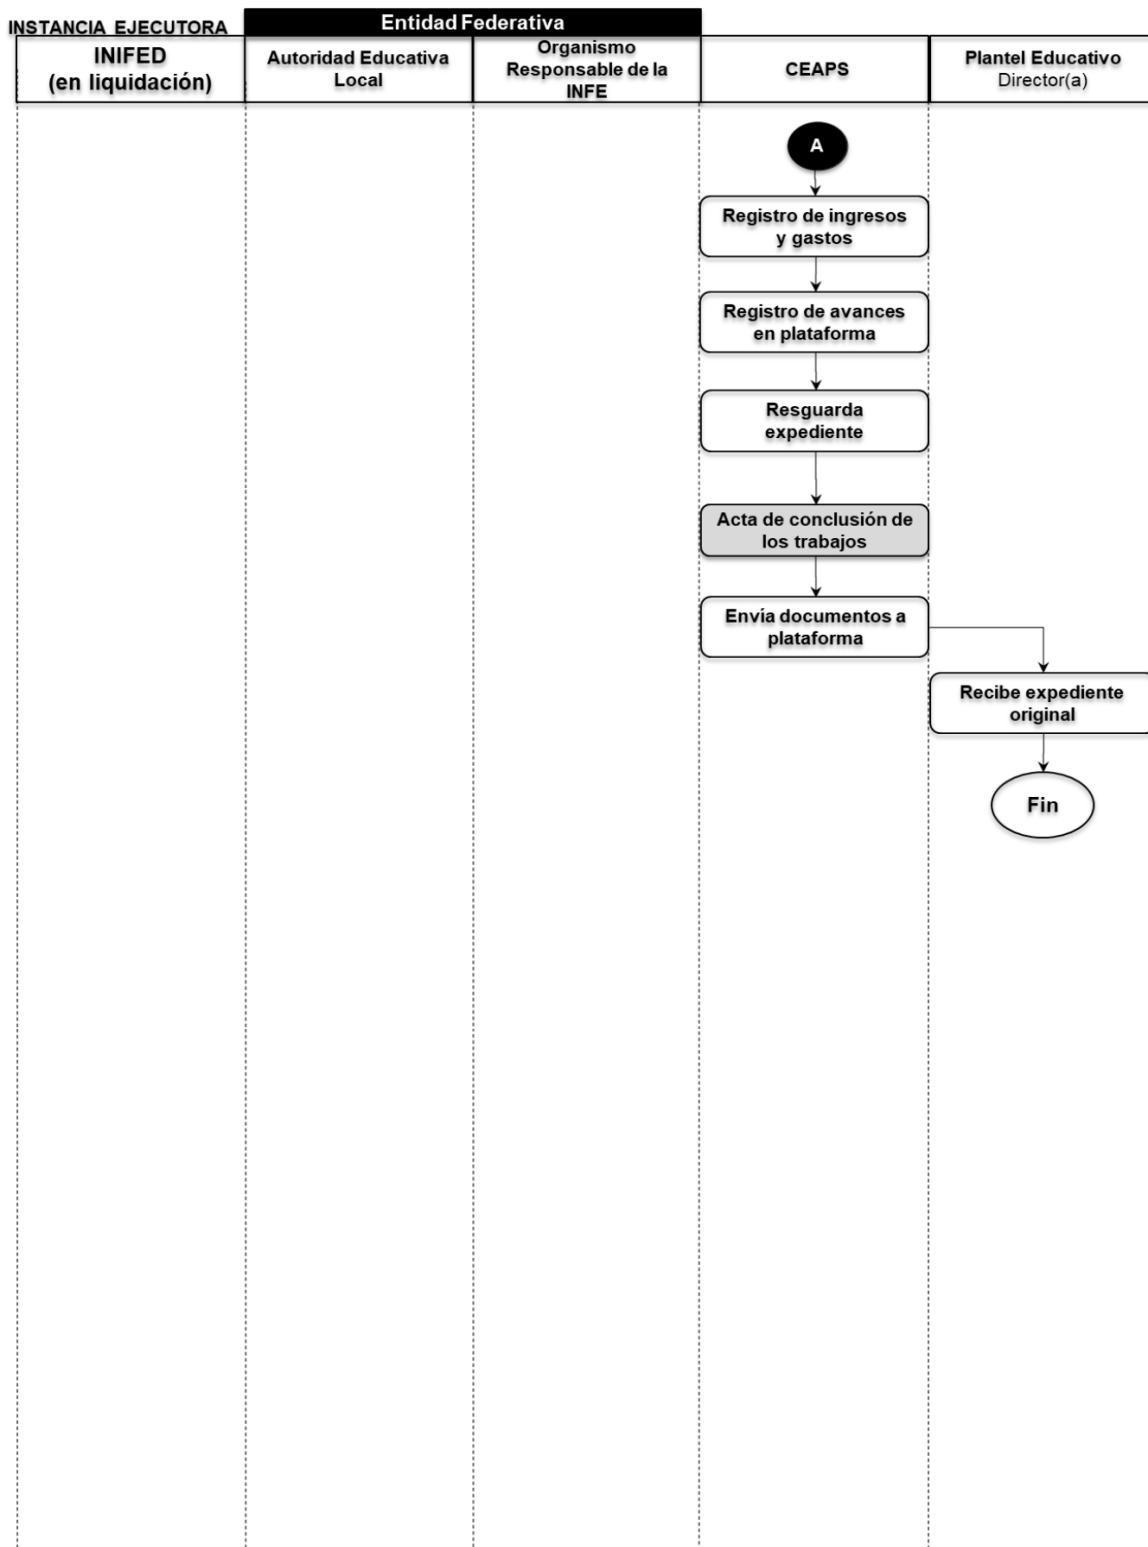 INSTANCIA EJECUTORA
Entidad Federativa
INIFED
(en liquidación)
Autoridad Educativa
Local
Organismo
Responsable de la
INFE
CEAPS
Plantel Educativo
Director(a)
A
Registro de ingresos
y gastos
Registro de avances
en plataforma
Resguarda
expediente
Acta de conclusión de
los trabajos
Envía documentos a
plataforma
Recibe expediente
original
Fin